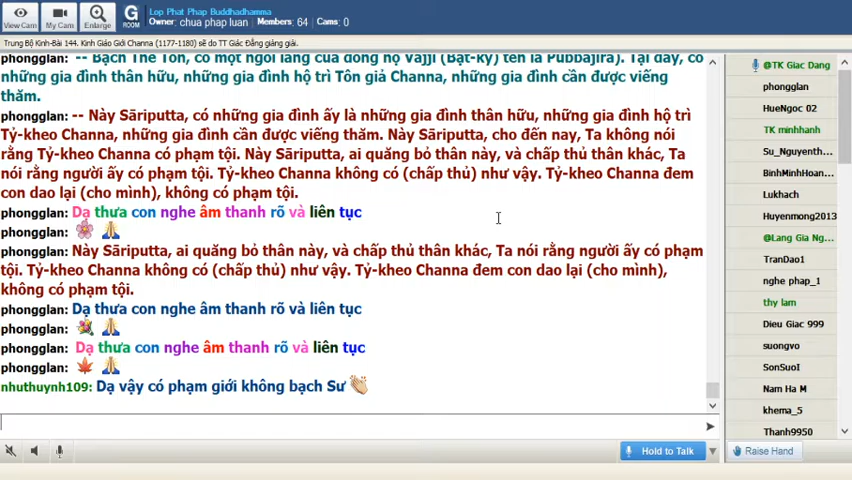 View Cam
My Cam
Enlarge
G
ROOM
Lop Phat Phap Buddhadhamma
Owner: chua phap luan
Members: 64
Cams: 0
Trung Bộ Kinh-Bài 144. Kinh Giáo Giới Channa (1177-1180) sẽ do TT Giác Đẳng giảng giải.
phongglan: -- Bạch Thế Tôn, có một ngôi làng của dòng họ Vajji (Bạt-kỳ) tên là Pubbajira). Tại đấy, có
những gia đình thân hữu, những gia đình hộ trì Tôn giả Channa, những gia đình cần được viếng
thăm.
phongglan: -- Này Sāriputta, có những gia đình ấy là những gia đình thân hữu, những gia đình hộ trì
Tỷ-kheo Channa, những gia đình cần được viếng thăm. Này Sāriputta, cho đến nay, Ta không nói
rằng Tỷ-kheo Channa có phạm tội. Này Sāriputta, ai quăng bỏ thân này, và chấp thủ thân khác, Ta
nói rằng người ấy có phạm tội. Tỷ-kheo Channa không có (chấp thủ) như vậy. Tỷ-kheo Channa đem
con dao lại (cho mình), không có phạm tội.
phongglan: Dạ thưa con nghe âm thanh rõ và liên tục
phongglan:
phongglan: Này Sāriputta, ai quăng bỏ thân này, và chấp thủ thân khác, Ta nói rằng người ấy có phạm
tội. Tỷ-kheo Channa không có (chấp thủ) như vậy. Tỷ-kheo Channa đem con dao lại (cho mình),
không có phạm tội.
phongglan: Dạ thưa con nghe âm thanh rõ và liên tục
phongglan:
phongglan: Dạ thưa con nghe âm thanh rõ và liên tục
phongglan:
nhuthuynh109: Dạ vậy có phạm giới không bạch Sư
Hold to Talk
@TK Giac Dang
phongglan
HueNgoc 02
TK minhhanh
Su_Nguyenth...
BinhMinhHoan...
Lukhach
Huyenmong2013
@Lang Gia Ng...
TranDao1
nghe phap_1
thy lam
Dieu Giac 999
suongvo
SonSuoI
Nam Ha M
khema_5
Thanh9950
Raise Hand